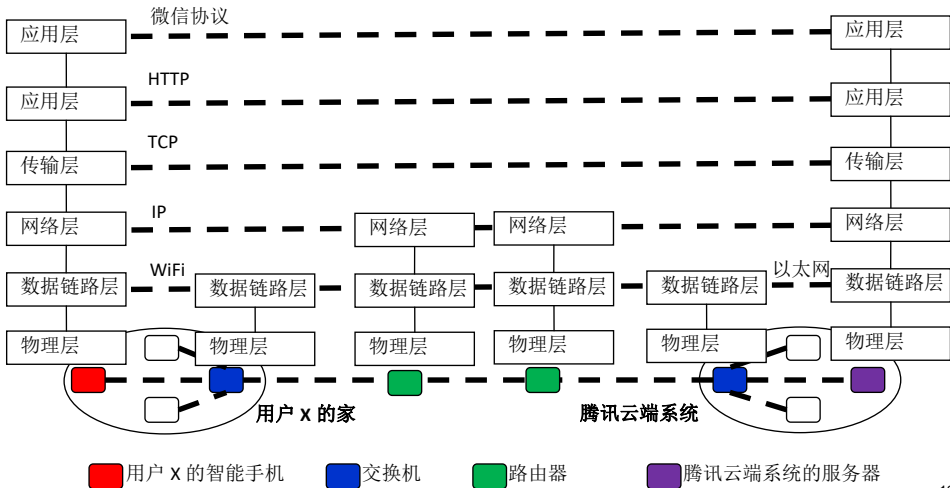 微信协议
应用层
应用层
HTTP
应用层
应用层
TCP
传输层
传输层
IP
网络层
网络层
网络层
网络层
WiFi
以太网
数据链路层
数据链路层
数据链路层
数据链路层
数据链路层
数据链路层
物理层
物理层
物理层
物理层
物理层
物理层
用户 X 的家
腾讯云端系统
用户 X 的智能手机
交换机
路由器
腾讯云端系统的服务器